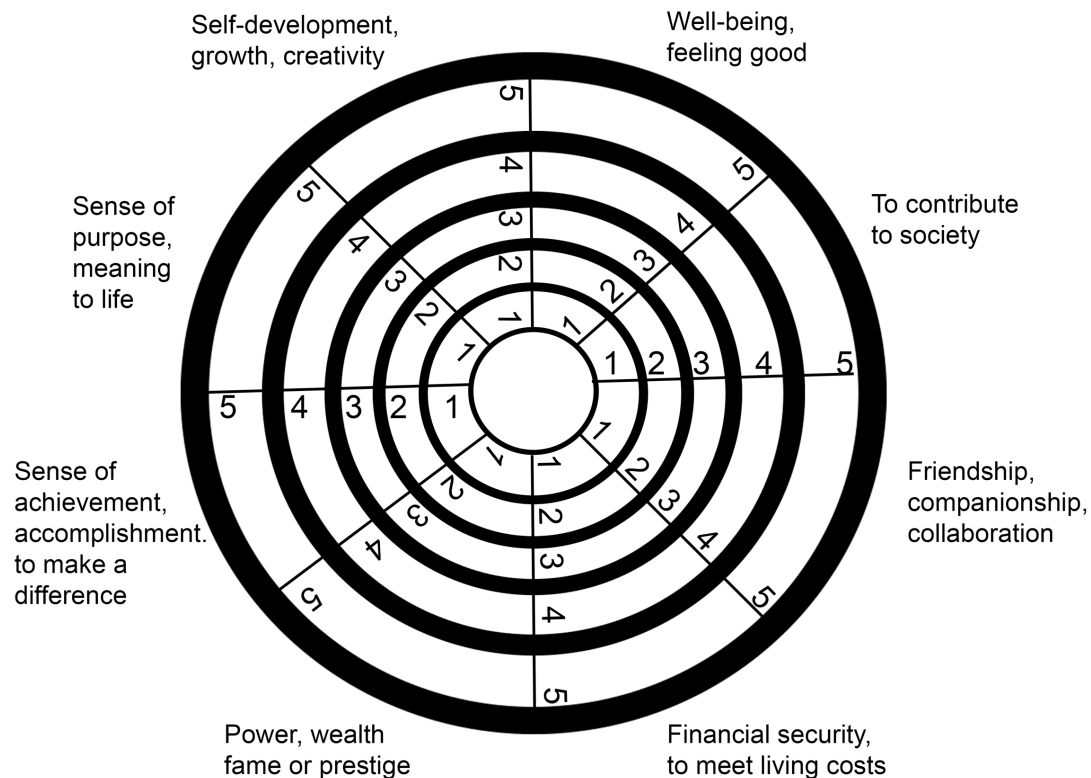 Self-development,
growth, creativity
Well-being,
feeling good
To contribute
to society
Friendship,
companionship,
collaboration
Financial security,
to meet living costs
Power, wealth
fame or prestige
Sense of
achievement,
accomplishment.
to make a
difference
Sense of
purpose,
meaning
to life
5
4
3
2
1
5
4
3
2
1
1 2 3 4 5
1
2
3
4
5
1
2
3
4
5
1
2
3
4
5
5 4 3 2 1
5
4
3
2
1